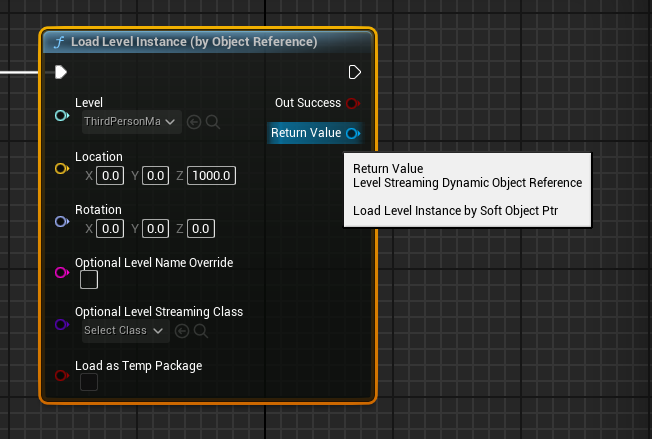 f Load Level Instance (by Object Reference)
Level
Out Success
ThirdPersonMa
Return Value
Location
X 0.0 Y 0.0 Z 1000.0
Rotation
X 0.0 Y 0.0 Z 0.0
Optional Level Name Override
Optional Level Streaming Class
Select Class
Load as Temp Package
Return Value
Level Streaming Dynamic Object Reference
Load Level Instance by Soft Object Ptr